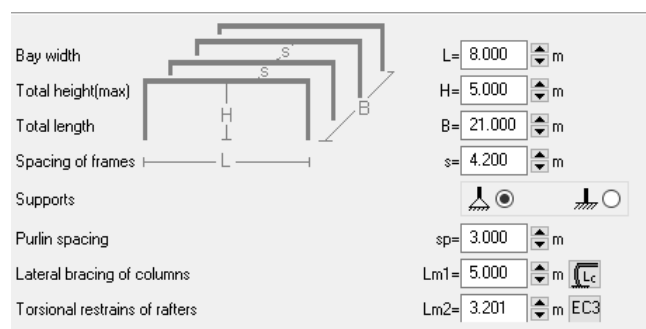 Bay width L= 8.000 m
Total height(max) H= 5.000 m
Total length B= 21.000 m
Spacing of frames s= 4.200 m
s
s
H
B
L
Supports
Purlin spacing sp= 3.000 m
Lateral bracing of columns Lm1= 5.000 m Lc
Torsional restrains of rafters Lm2= 3.201 m EC3